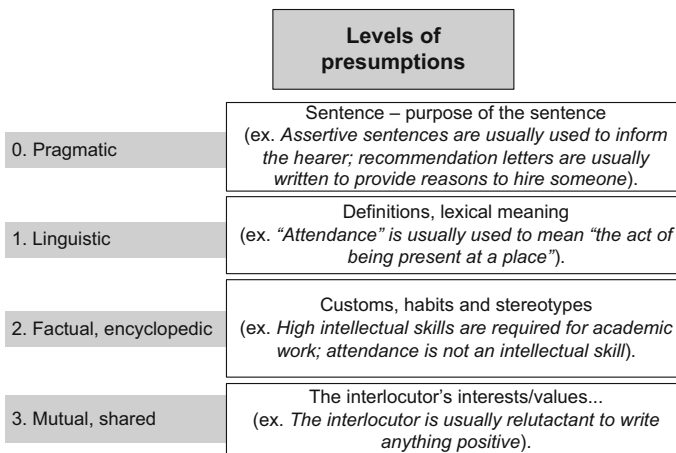 Levels of
presumptions
0. Pragmatic
Sentence – purpose of the sentence
(ex. Assertive sentences are usually used to inform
the hearer; recommendation letters are usually
written to provide reasons to hire someone).
1. Linguistic
Definitions, lexical meaning
(ex. “Attendance” is usually used to mean “the act of
being present at a place”).
2. Factual, encyclopedic
Customs, habits and stereotypes
(ex. High intellectual skills are required for academic
work; attendance is not an intellectual skill).
3. Mutual, shared
The interlocutor’s interests/values...
(ex. The interlocutor is usually relutactant to write
anything positive).